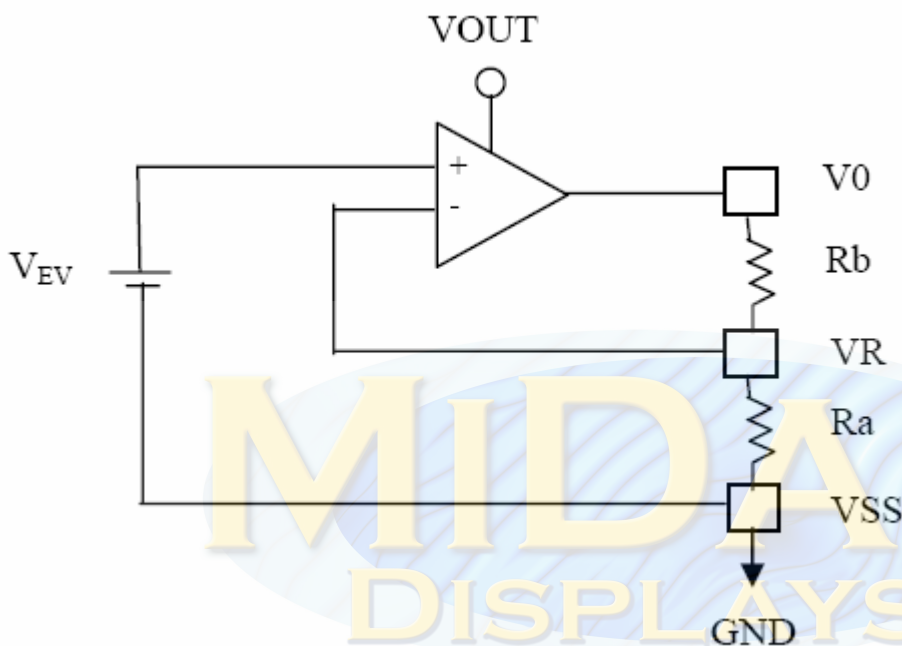 VOUT
+
-
V0
VEV
Rb
VR
Ra
VSS
MIDA
DISPLAYS
GND